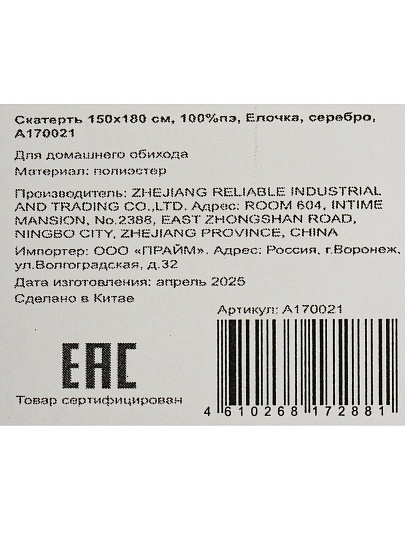 Скатерть 150х180 см, 100%пэ, Елочка, серебро,
А170021
Для домашнего обихода
Материал: полиэстер
Производитель: ZHEJIANG RELIABLE INDUSTRIAL
AND TRADING CO.,LTD. Адрес: ROOM 604, INTIME
MANSION, No.2388, EAST ZHONGSHAN ROAD,
NINGBO CITY, ZHEJIANG PROVINCE, CHINA
Импортер: ООО «ПРАЙМ». Адрес: Россия, г.Воронеж,
ул.Волгоградская, д.32
Дата изготовления: апрель 2025
Сделано в Китае
Артикул: А170021
ЕАС
Товар сертифицирован
4 610268 172881